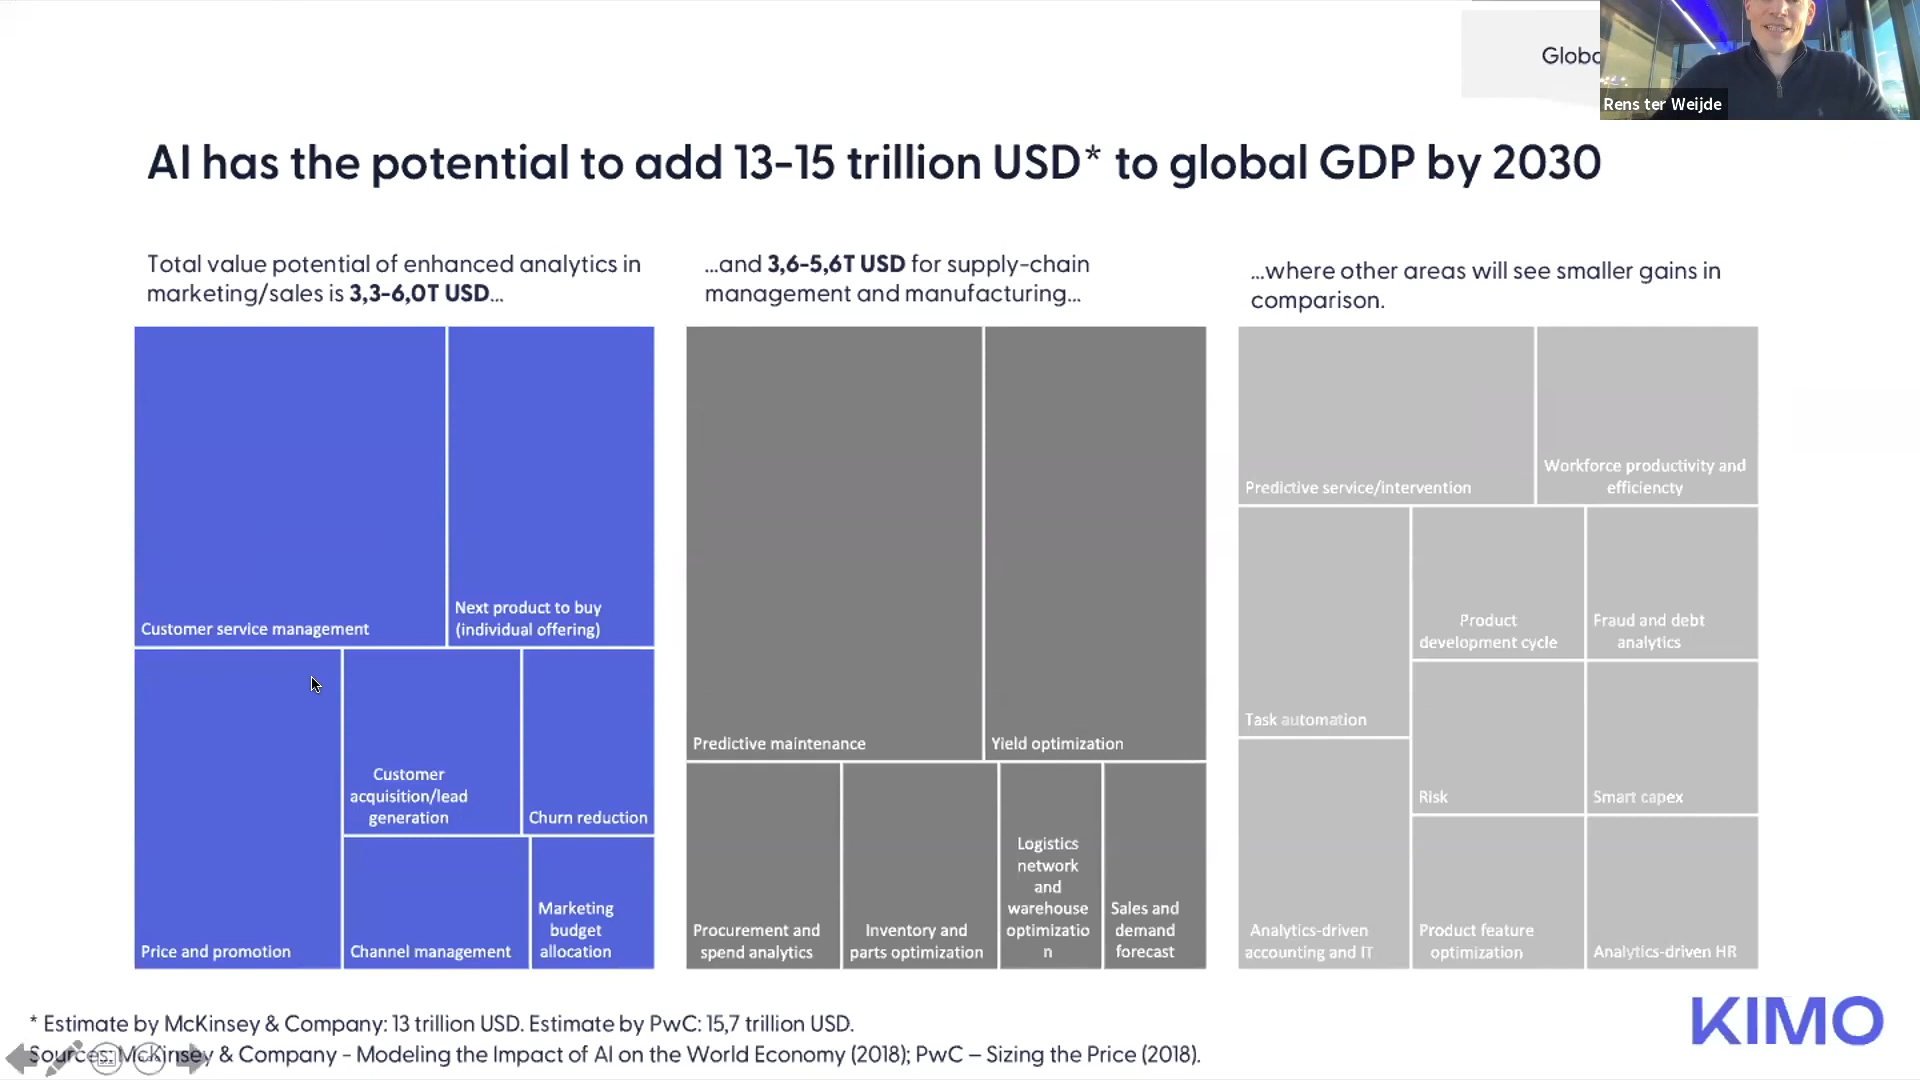 Globa
Rens ter Weijde
AI has the potential to add 13-15 trillion USD* to global GDP by 2030
Total value potential of enhanced analytics in
marketing/sales is 3,3-6,0T USD...
...and 3,6-5,6T USD for supply-chain
management and manufacturing...
...where other areas will see smaller gains in
comparison.
Customer service management
Next product to buy
(individual offering)
Price and promotion
Customer
acquisition/lead
generation
Churn reduction
Channel management
Marketing
budget
allocation
Predictive maintenance
Yield optimization
Procurement and
spend analytics
Inventory and
parts optimization
Logistics
network
and
warehouse
optimizatio
n
Sales and
demand
forecast
Predictive service/intervention
Workforce productivity and
efficiencty
Task automation
Product
development cycle
Fraud and debt
analytics
Risk
Smart capex
Analytics-driven
accounting and IT
Product feature
optimization
Analytics-driven HR
* Estimate by McKinsey & Company: 13 trillion USD. Estimate by PwC: 15,7 trillion USD.
Sources: McKinsey & Company - Modeling the Impact of AI on the World Economy (2018); PwC – Sizing the Price (2018).
KIMO